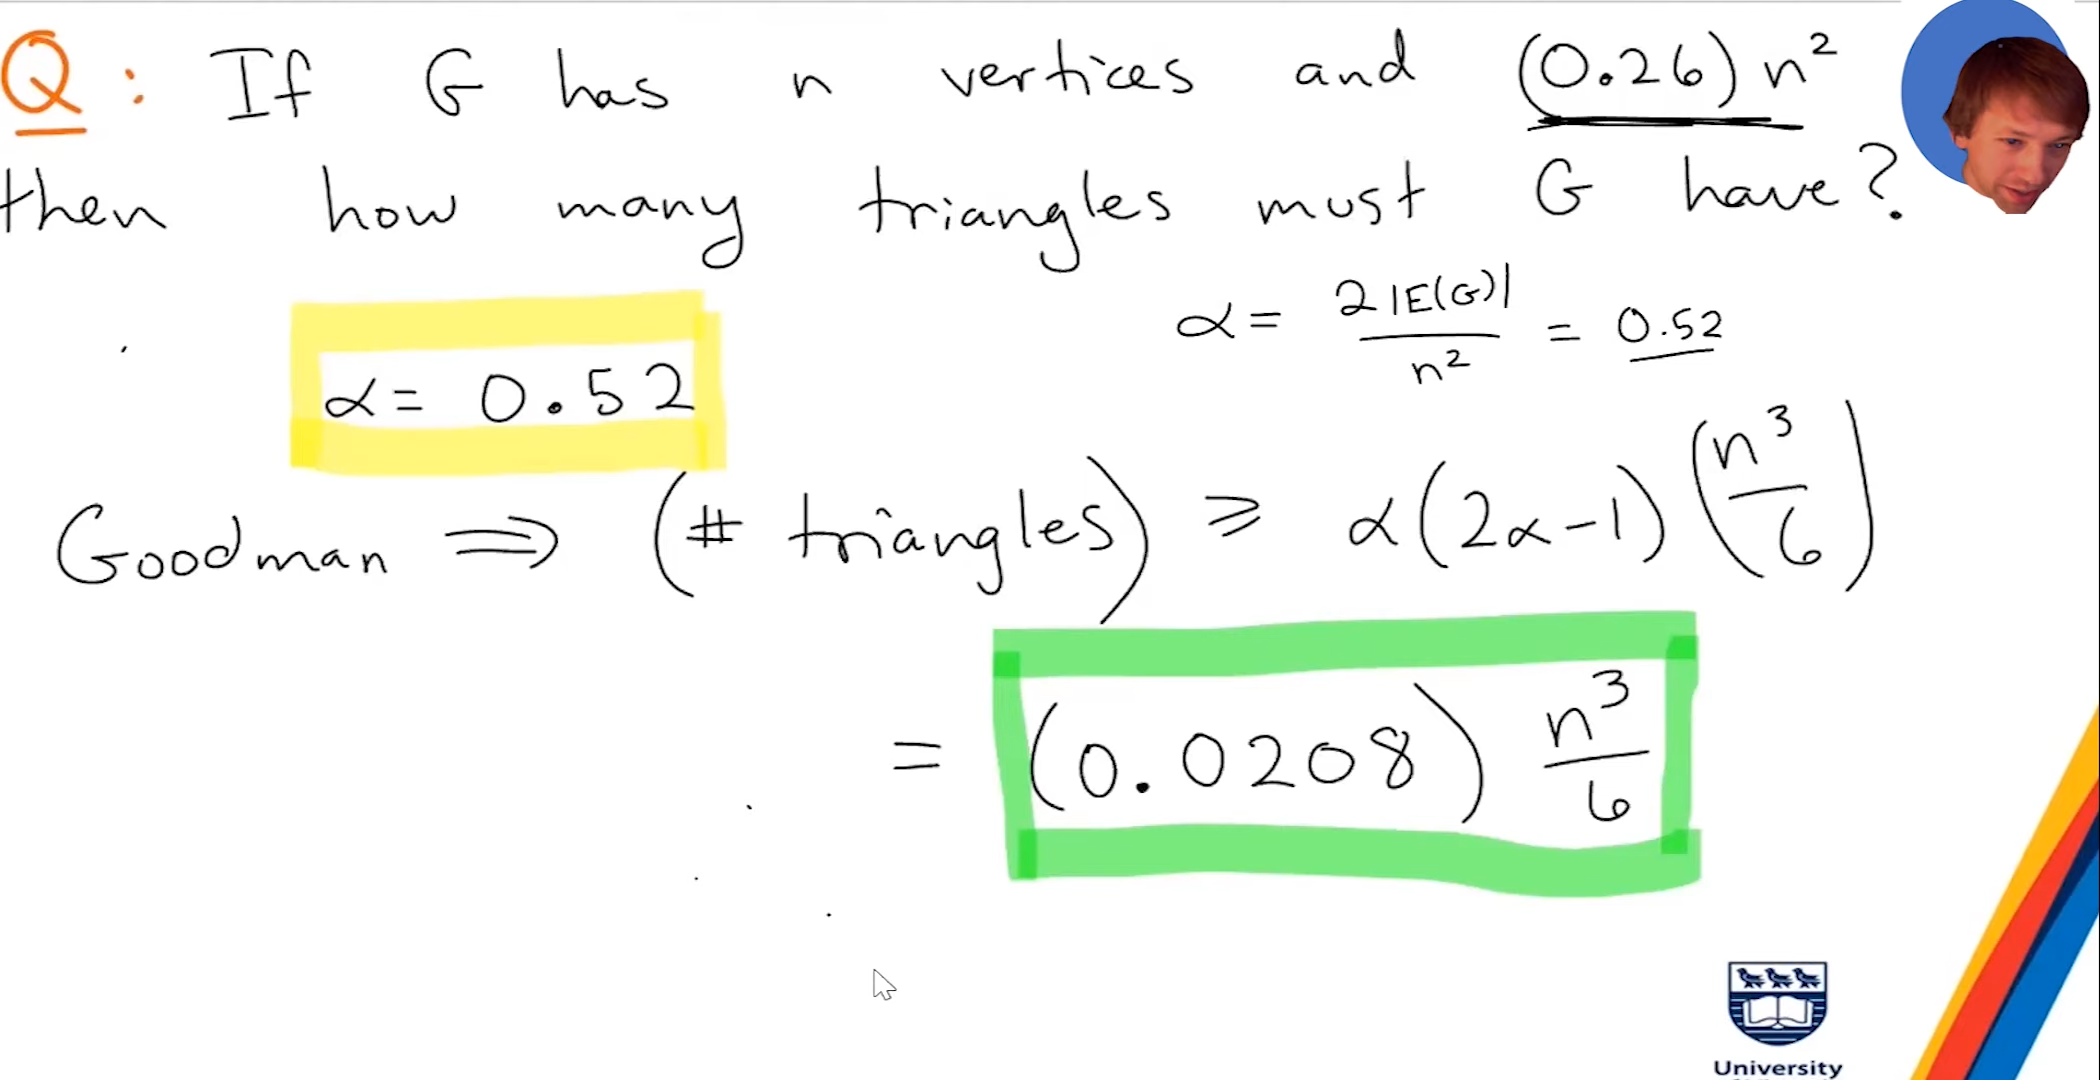 Q: If G has n vertices and (0.26) n²
then how many triangles must G have?
α = 2|E(G)| / n² = 0.52
α = 0.52
Goodman ⟹ (# triangles) ≥ α(2α-1) (n³/6)
= (0.0208) n³/6
University